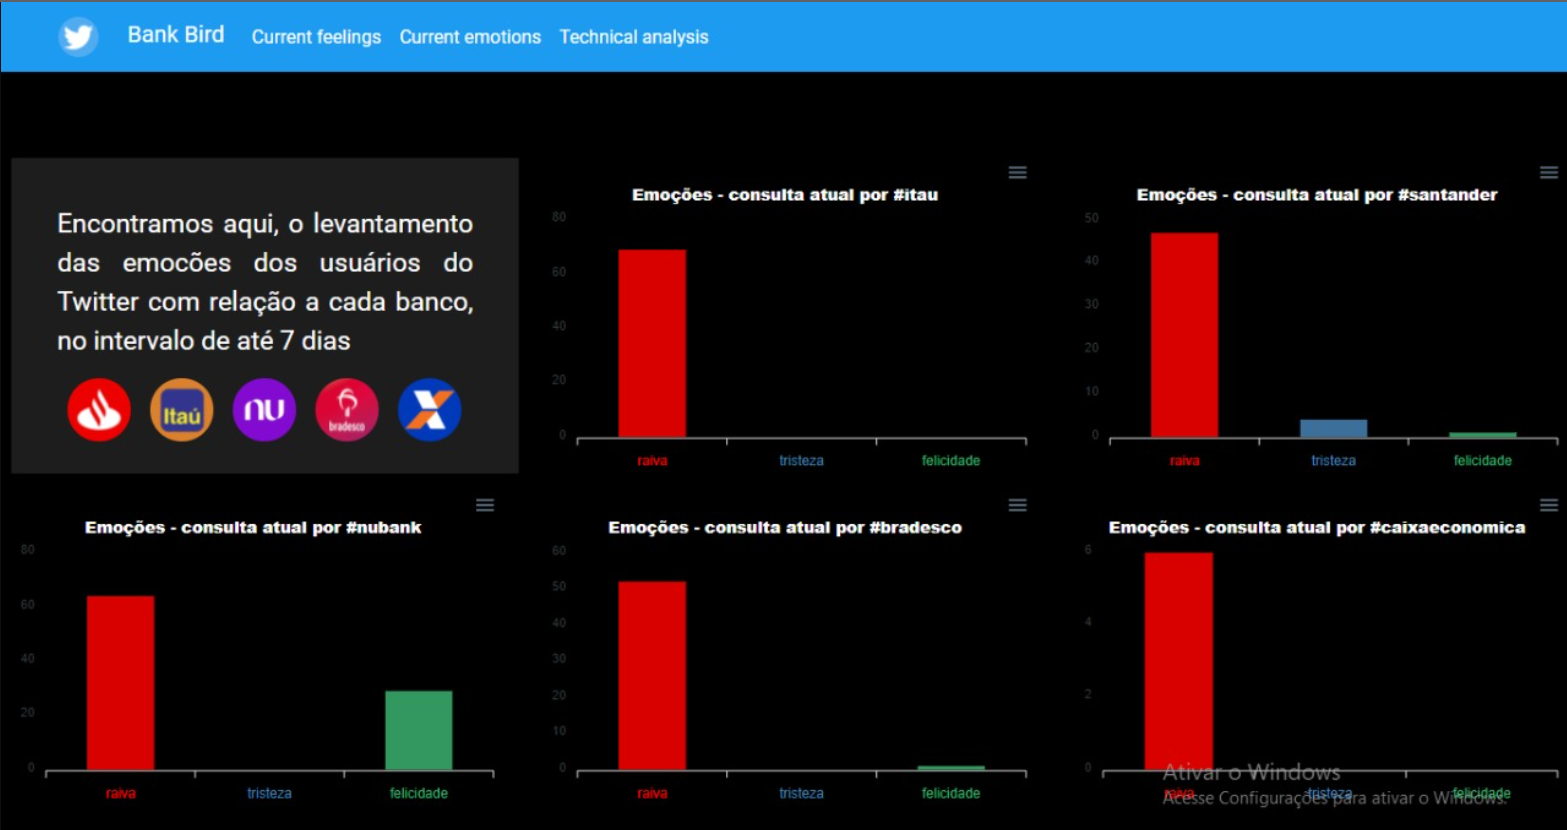 Bank Bird Current feelings Current emotions Technical analysis
Encontramos aqui, o levantamento
das emocões dos usuários do
Twitter com relação a cada banco,
no intervalo de até 7 dias
Itaú
nu
bradesco
Emoções - consulta atual por #itau
80
60
40
20
0
raiva tristeza felicidade
Emoções - consulta atual por #santander
50
40
30
20
10
0
raiva tristeza felicidade
Emoções - consulta atual por #nubank
80
60
40
20
0
raiva tristeza felicidade
Emoções - consulta atual por #bradesco
60
50
40
30
20
10
0
raiva tristeza felicidade
Emoções - consulta atual por #caixaeconomica
6
4
2
0
raiva tristeza felicidade
Ativar o Windows
Acesse Configurações para ativar o Windows.